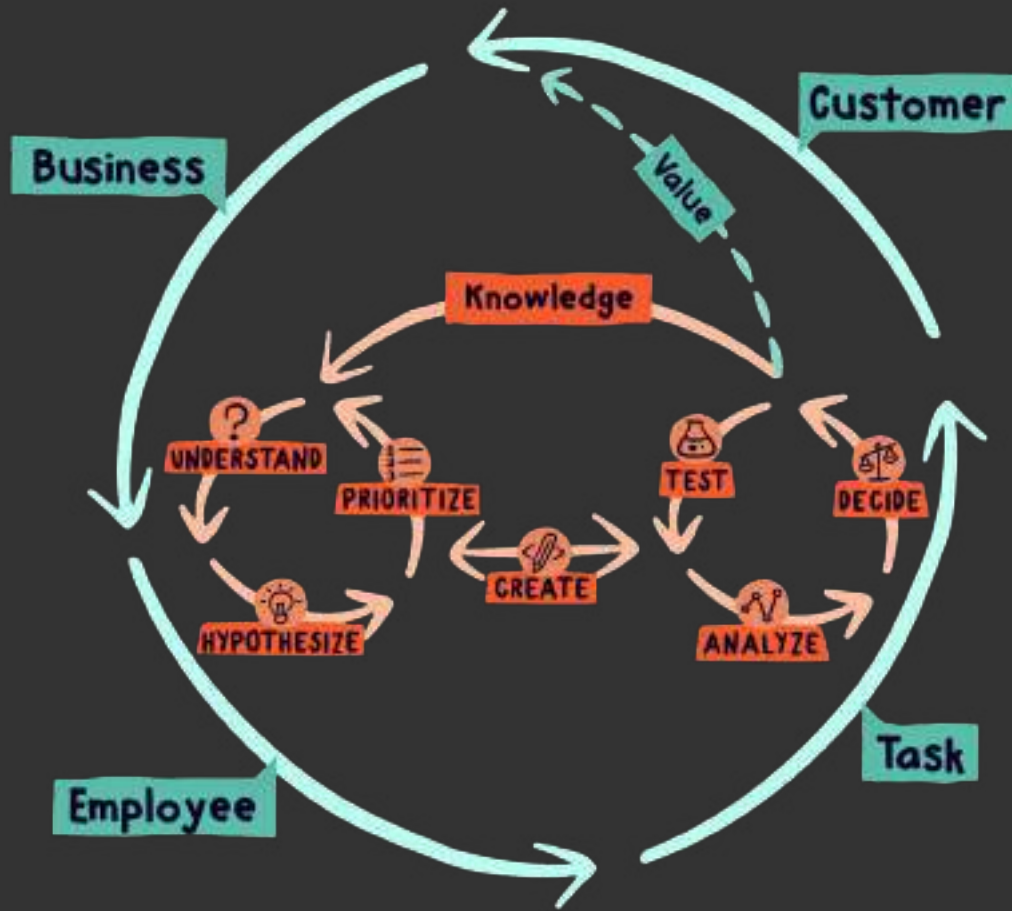 Customer
Business
Value
Knowledge
UNDERSTAND
PRIORITIZE
TEST
DECIDE
CREATE
HYPOTHESIZE
ANALYZE
Task
Employee